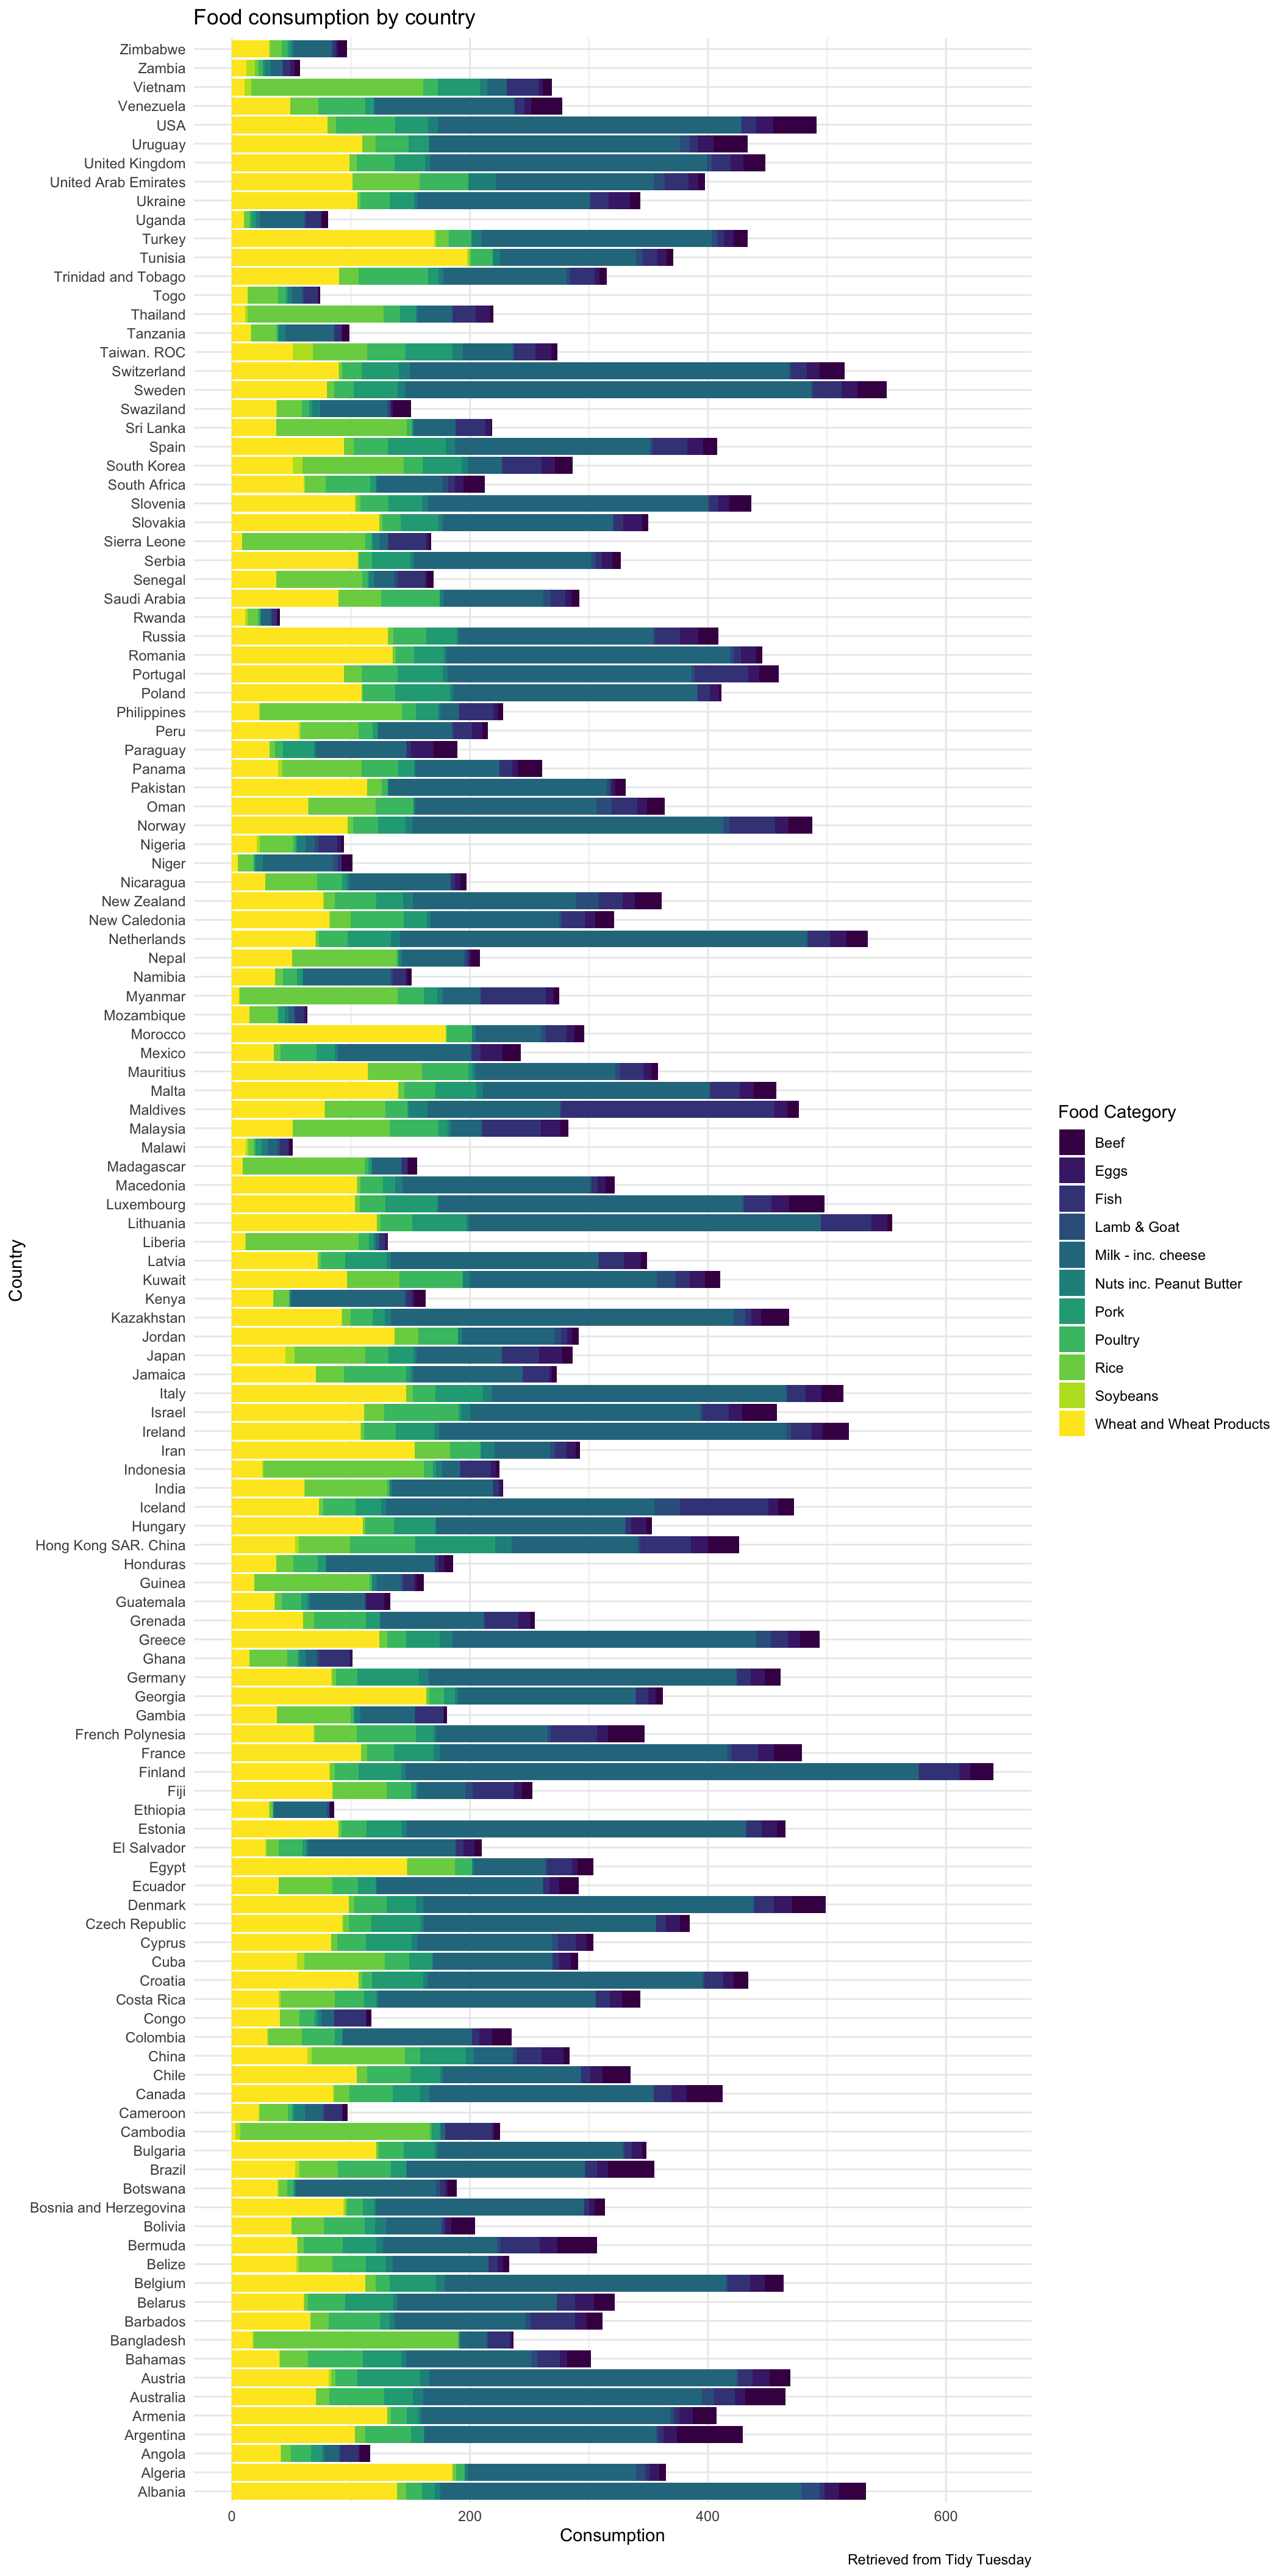 Food consumption by country
Zimbabwe
Zambia
Vietnam
Venezuela
USA
Uruguay
United Kingdom
United Arab Emirates
Ukraine
Uganda
Turkey
Tunisia
Trinidad and Tobago
Togo
Thailand
Tanzania
Taiwan. ROC
Switzerland
Sweden
Swaziland
Sri Lanka
Spain
South Korea
South Africa
Slovenia
Slovakia
Sierra Leone
Serbia
Senegal
Saudi Arabia
Rwanda
Russia
Romania
Portugal
Poland
Philippines
Peru
Paraguay
Panama
Pakistan
Oman
Norway
Nigeria
Niger
Nicaragua
New Zealand
New Caledonia
Netherlands
Nepal
Namibia
Myanmar
Mozambique
Morocco
Mexico
Mauritius
Malta
Maldives
Malaysia
Malawi
Madagascar
Macedonia
Luxembourg
Lithuania
Liberia
Latvia
Kuwait
Kenya
Kazakhstan
Jordan
Japan
Jamaica
Italy
Israel
Ireland
Iran
Indonesia
India
Iceland
Hungary
Hong Kong SAR. China
Honduras
Guinea
Guatemala
Grenada
Greece
Ghana
Germany
Georgia
Gambia
French Polynesia
France
Finland
Fiji
Ethiopia
Estonia
El Salvador
Egypt
Ecuador
Denmark
Czech Republic
Cyprus
Cuba
Croatia
Costa Rica
Congo
Colombia
China
Chile
Canada
Cameroon
Cambodia
Bulgaria
Brazil
Botswana
Bosnia and Herzegovina
Bolivia
Bermuda
Belize
Belgium
Belarus
Barbados
Bangladesh
Bahamas
Austria
Australia
Armenia
Argentina
Angola
Algeria
Albania
Country
0
200
400
600
Consumption
Food Category
Beef
Eggs
Fish
Lamb & Goat
Milk - inc. cheese
Nuts inc. Peanut Butter
Pork
Poultry
Rice
Soybeans
Wheat and Wheat Products
Retrieved from Tidy Tuesday